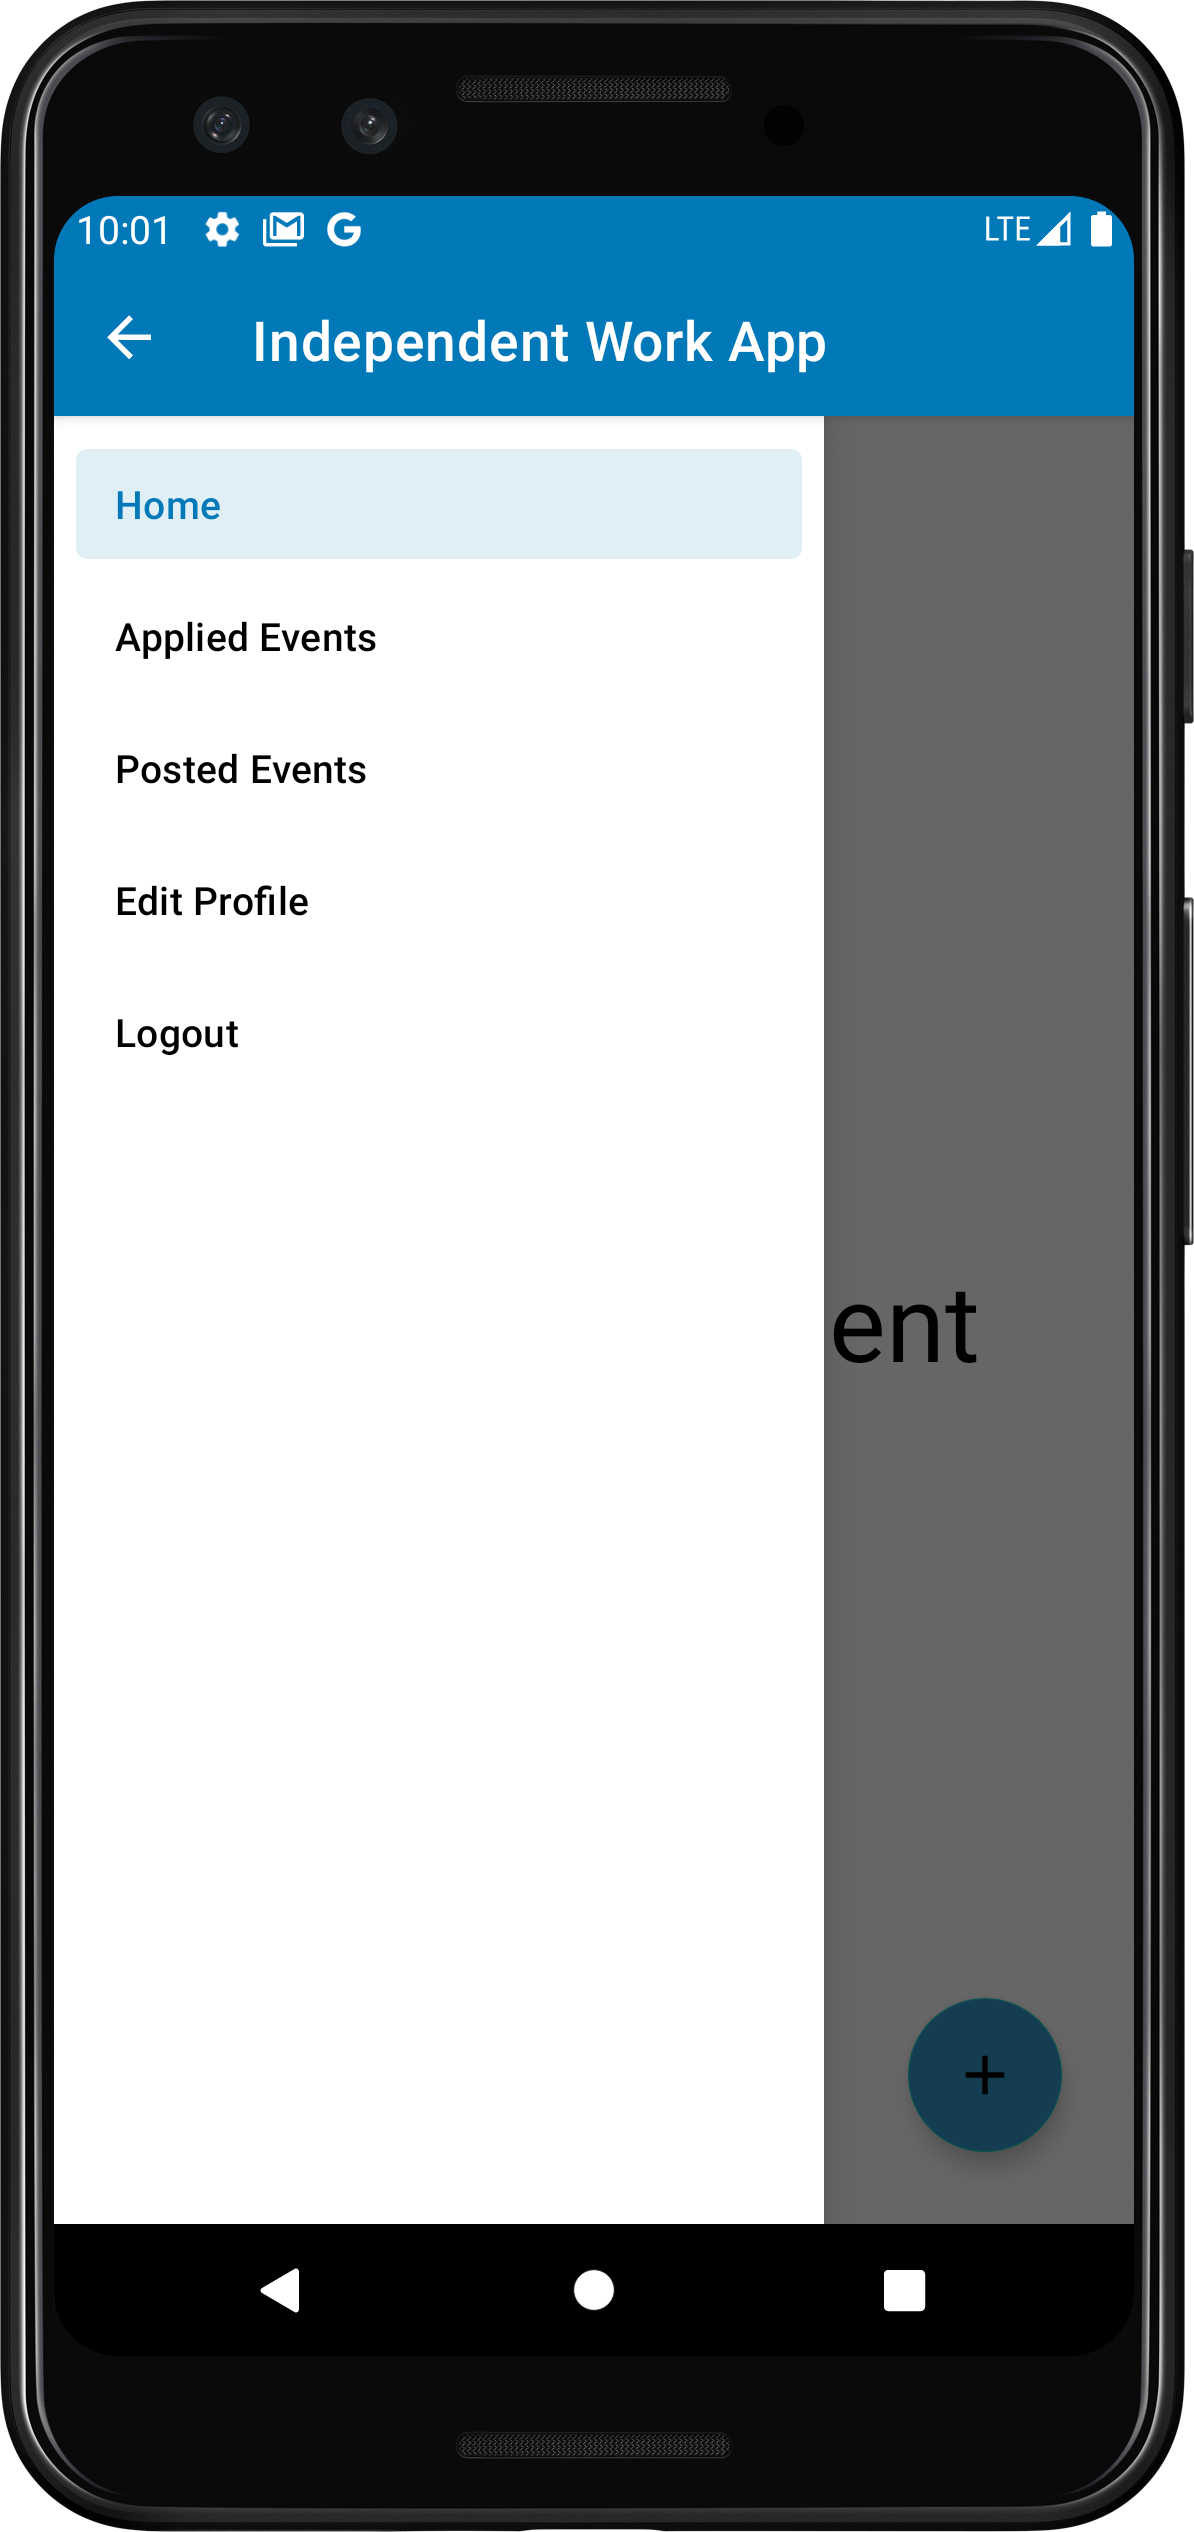 10:01 LTE
Independent Work App
Home
Applied Events
Posted Events
Edit Profile
Logout
ent